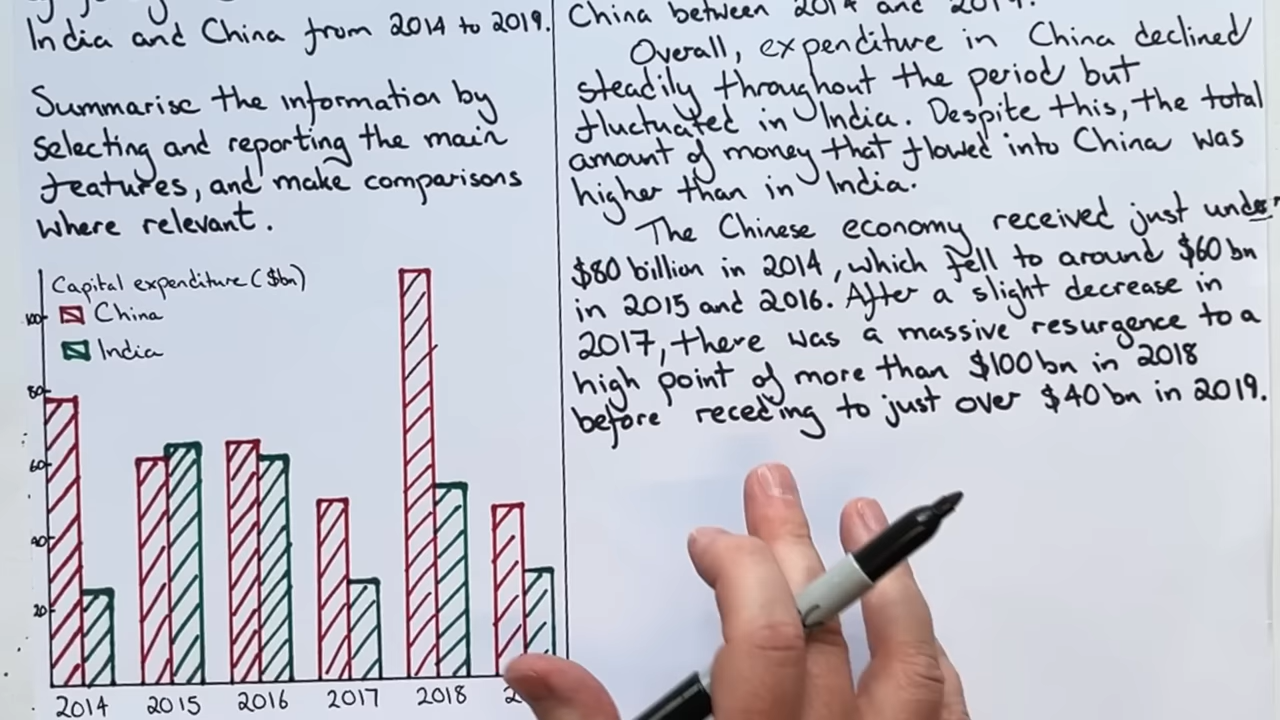 India and China from 2014 to 2019.
Summarise the information by
selecting and reporting the main
features, and make comparisons
where relevant.
Capital expenditure ($bn)
China
India
100
80
60
40
20
2014 2015 2016 2017 2018
China between 2014 and 2019.
Overall, expenditure in China declined
steadily throughout the period but
fluctuated in India. Despite this, the total
amount of money that flowed into China was
higher than in India.
The Chinese economy received just under
$80 billion in 2014, which fell to around $60bn
in 2015 and 2016. After a slight decrease in
2017, there was a massive resurgence to a
high point of more than $100bn in 2018
before receding to just over $40bn in 2019.